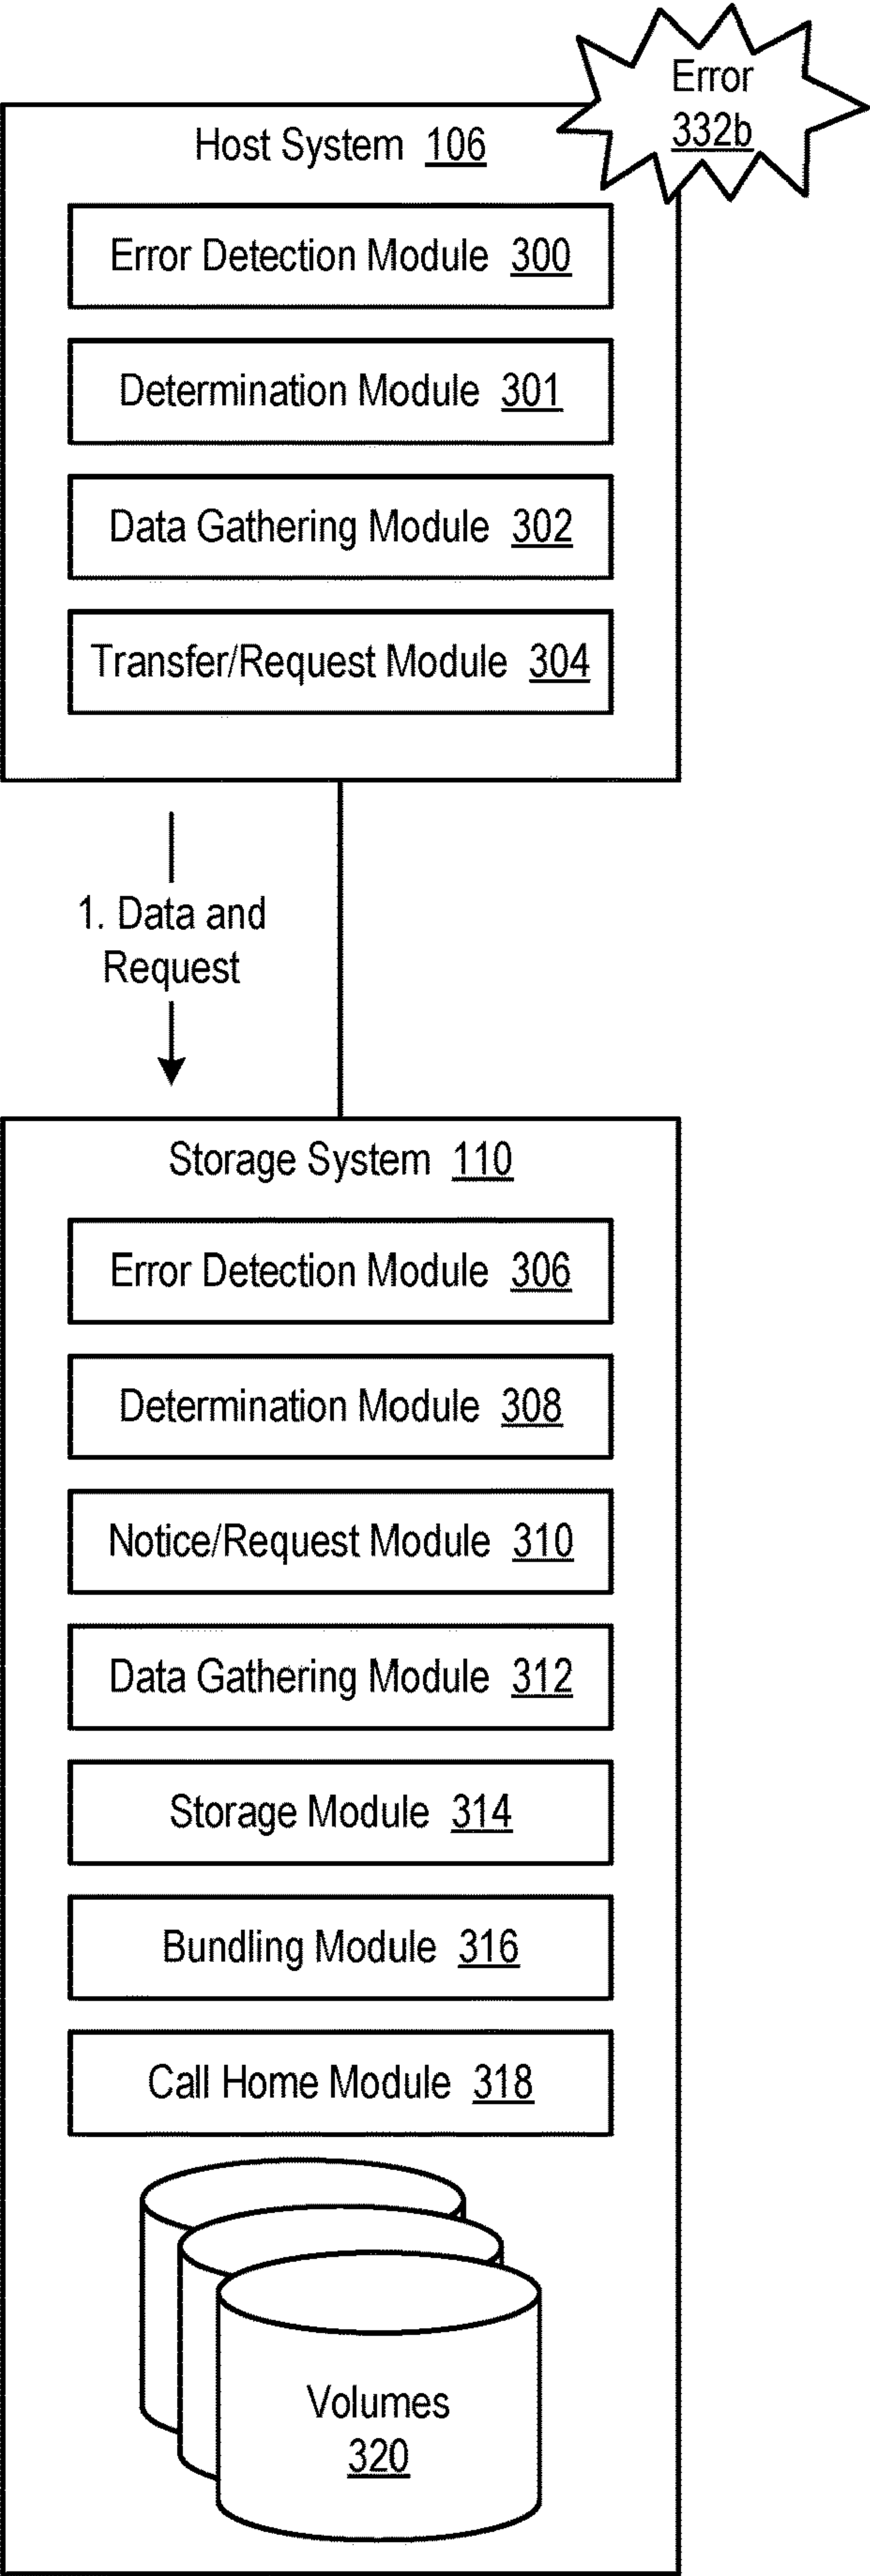 Error
332b
Host System 106
Error Detection Module 300
Determination Module 301
Data Gathering Module 302
Transfer/Request Module 304
1. Data and
Request
Storage System 110
Error Detection Module 306
Determination Module 308
Notice/Request Module 310
Data Gathering Module 312
Storage Module 314
Bundling Module 316
Call Home Module 318
Volumes
320